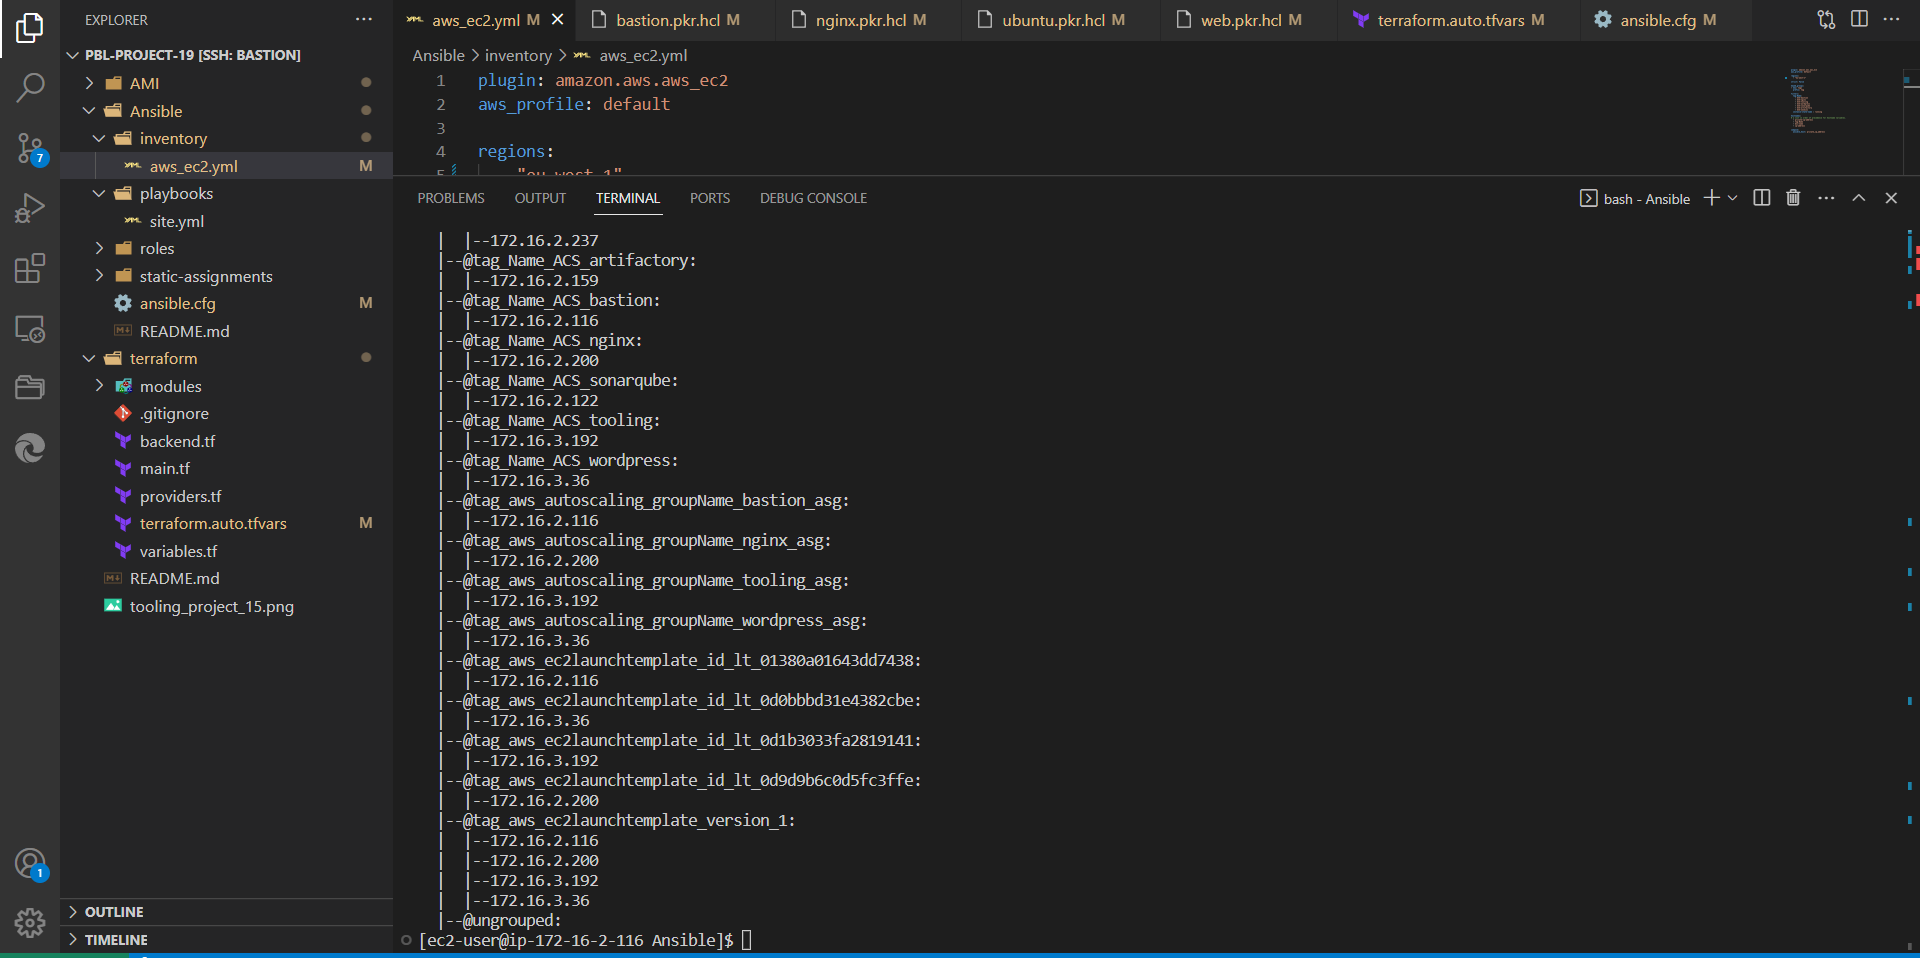 EXPLORER
PBL-PROJECT-19 [SSH: BASTION]
AMI
Ansible
inventory
aws_ec2.yml M
playbooks
site.yml
roles
static-assignments
ansible.cfg M
README.md
terraform
modules
.gitignore
backend.tf
main.tf
providers.tf
terraform.auto.tfvars M
variables.tf
README.md
tooling_project_15.png
OUTLINE
TIMELINE
7
1
aws_ec2.yml M bastion.pkr.hcl M nginx.pkr.hcl M ubuntu.pkr.hcl M web.pkr.hcl M terraform.auto.tfvars M ansible.cfg M
Ansible > inventory > aws_ec2.yml
1 plugin: amazon.aws.aws_ec2
2 aws_profile: default
3
4 regions:
5 "eu-west-1"
PROBLEMS OUTPUT TERMINAL PORTS DEBUG CONSOLE bash - Ansible
| |--172.16.2.237
|--@tag_Name_ACS_artifactory:
| |--172.16.2.159
|--@tag_Name_ACS_bastion:
| |--172.16.2.116
|--@tag_Name_ACS_nginx:
| |--172.16.2.200
|--@tag_Name_ACS_sonarqube:
| |--172.16.2.122
|--@tag_Name_ACS_tooling:
| |--172.16.3.192
|--@tag_Name_ACS_wordpress:
| |--172.16.3.36
|--@tag_aws_autoscaling_groupName_bastion_asg:
| |--172.16.2.116
|--@tag_aws_autoscaling_groupName_nginx_asg:
| |--172.16.2.200
|--@tag_aws_autoscaling_groupName_tooling_asg:
| |--172.16.3.192
|--@tag_aws_autoscaling_groupName_wordpress_asg:
| |--172.16.3.36
|--@tag_aws_ec2launchtemplate_id_lt_01380a01643dd7438:
| |--172.16.2.116
|--@tag_aws_ec2launchtemplate_id_lt_0d0bbbd31e4382cbe:
| |--172.16.3.36
|--@tag_aws_ec2launchtemplate_id_lt_0d1b3033fa2819141:
| |--172.16.3.192
|--@tag_aws_ec2launchtemplate_id_lt_0d9d9b6c0d5fc3ffe:
| |--172.16.2.200
|--@tag_aws_ec2launchtemplate_version_1:
| |--172.16.2.116
| |--172.16.2.200
| |--172.16.3.192
| |--172.16.3.36
|--@ungrouped:
[ec2-user@ip-172-16-2-116 Ansible]$